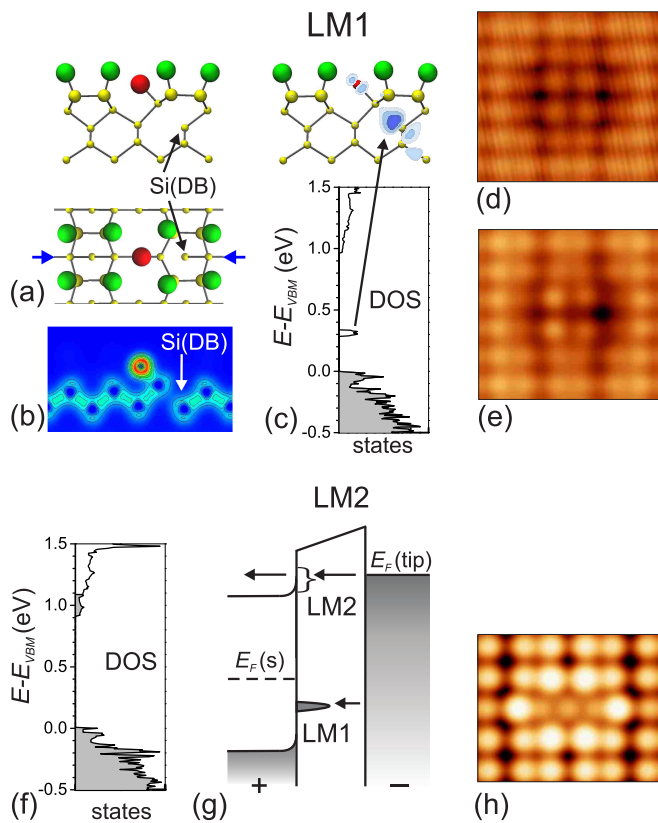 LM1
Si(DB)
(a)
Si(DB)
(b)
1.5
1.0
0.5
0.0
-0.5
E-E_VBM (eV)
DOS
states
(c)
(d)
(e)
LM2
1.5
1.0
0.5
0.0
-0.5
E-E_VBM (eV)
DOS
states
(f)
E_F(tip)
LM2
E_F(s)
LM1
+
−
(g)
(h)